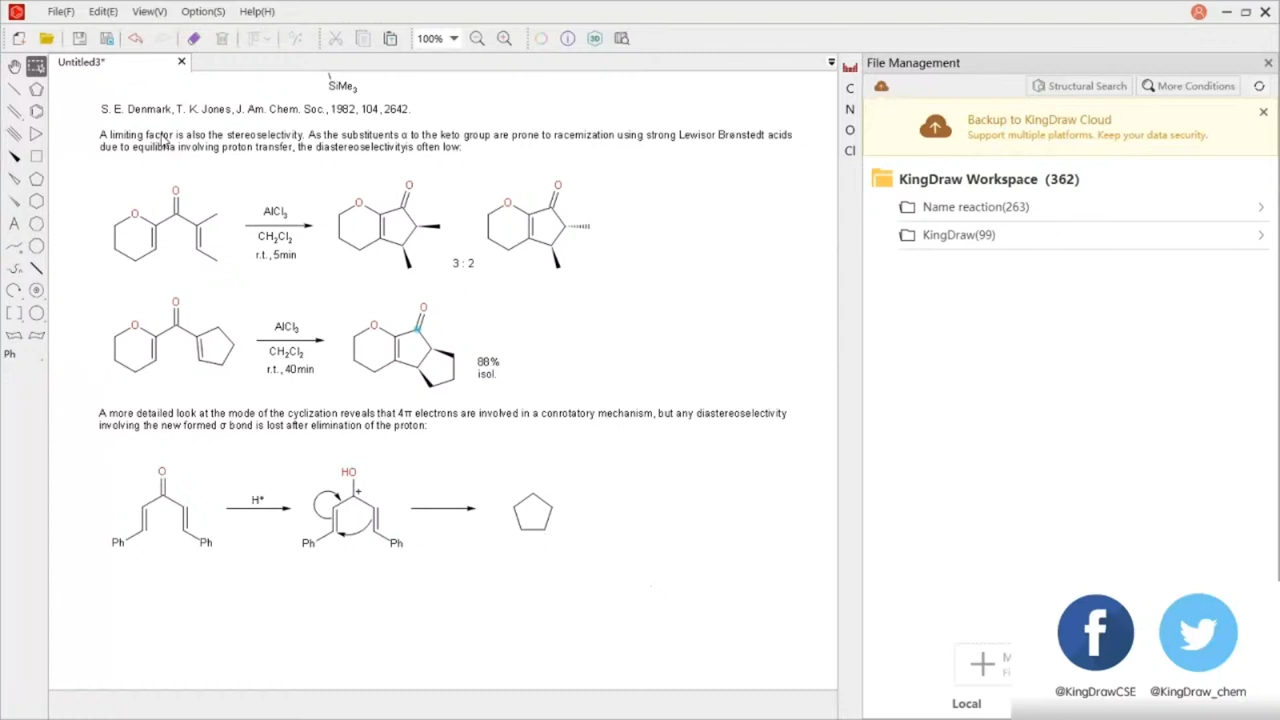 File(F) Edit(E) View(V) Option(S) Help(H)
100%
Untitled3*
File Management
Structural Search
More Conditions
Backup to KingDraw Cloud
Support multiple platforms. Keep your data security.
KingDraw Workspace (362)
Name reaction(263)
KingDraw(99)
C
N
O
Cl
Ph
SiMe3
S. E. Denmark, T. K. Jones, J. Am. Chem. Soc., 1982, 104, 2642.
A limiting factor is also the stereoselectivity. As the substituents α to the keto group are prone to racemization using strong Lewisor Brønstedt acids
due to equilibria involving proton transfer, the diastereoselectivityis often low:
O O
AlCl3
CH2Cl2
r.t., 5min
O O
3 : 2
O O
O O
AlCl3
CH2Cl2
r.t., 40min
O O
88%
isol.
A more detailed look at the mode of the cyclization reveals that 4π electrons are involved in a conrotatory mechanism, but any diastereoselectivity
involving the new formed σ bond is lost after elimination of the proton:
O
Ph Ph
H+
HO
+
Ph Ph
Local
@KingDrawCSE @KingDraw_chem